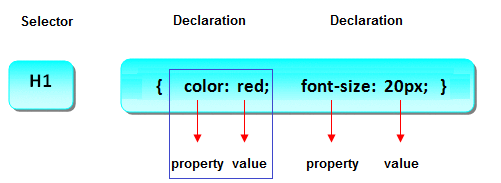 Selector Declaration Declaration
H1 { color: red; font-size: 20px; }
property value property value